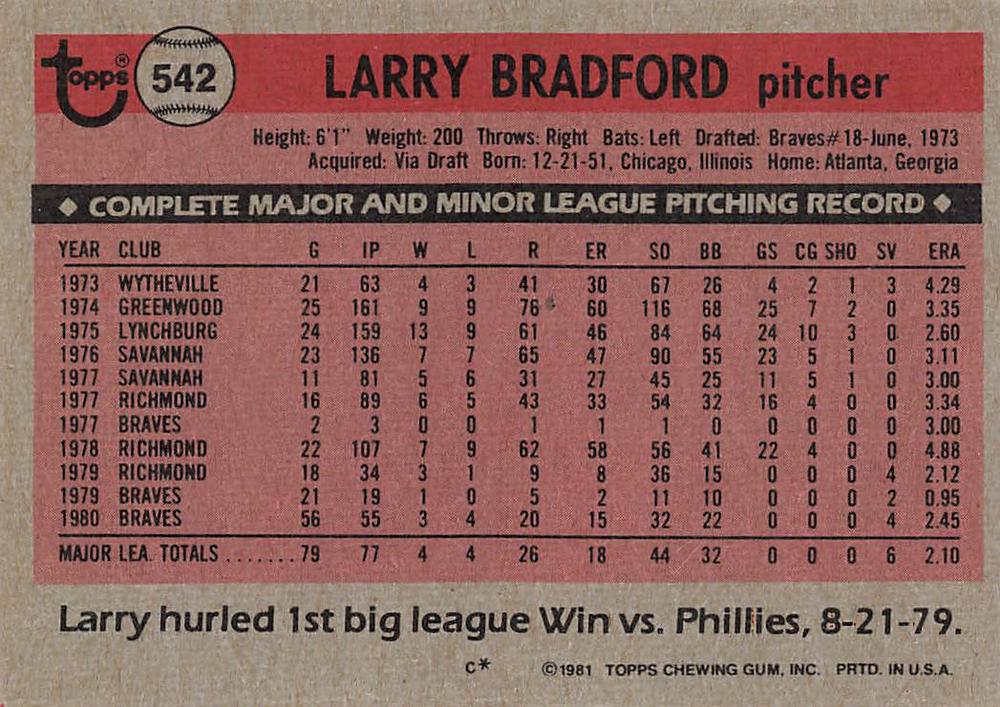 topps® 542 LARRY BRADFORD pitcher
Height: 6'1" Weight: 200 Throws: Right Bats: Left Drafted: Braves#18-June, 1973
Acquired: Via Draft Born: 12-21-51, Chicago, Illinois Home: Atlanta, Georgia
◆ COMPLETE MAJOR AND MINOR LEAGUE PITCHING RECORD ◆
YEAR CLUB G IP W L R ER SO BB GS CG SHO SV ERA
1973 WYTHEVILLE 21 63 4 3 41 30 67 26 4 2 1 3 4.29
1974 GREENWOOD 25 161 9 9 76 60 116 68 25 7 2 0 3.35
1975 LYNCHBURG 24 159 13 9 61 46 84 64 24 10 3 0 2.60
1976 SAVANNAH 23 136 7 7 65 47 90 55 23 5 1 0 3.11
1977 SAVANNAH 11 81 5 6 31 27 45 25 11 5 1 0 3.00
1977 RICHMOND 16 89 6 5 43 33 54 32 16 4 0 0 3.34
1977 BRAVES 2 3 0 0 1 1 1 0 0 0 0 0 3.00
1978 RICHMOND 22 107 7 9 62 58 56 41 22 4 0 0 4.88
1979 RICHMOND 18 34 3 1 9 8 36 15 0 0 0 4 2.12
1979 BRAVES 21 19 1 0 5 2 11 10 0 0 0 2 0.95
1980 BRAVES 56 55 3 4 20 15 32 22 0 0 0 4 2.45
MAJOR LEA. TOTALS ....... 79 77 4 4 26 18 44 32 0 0 0 6 2.10
Larry hurled 1st big league Win vs. Phillies, 8-21-79.
C* ©1981 TOPPS CHEWING GUM, INC. PRTD. IN U.S.A.